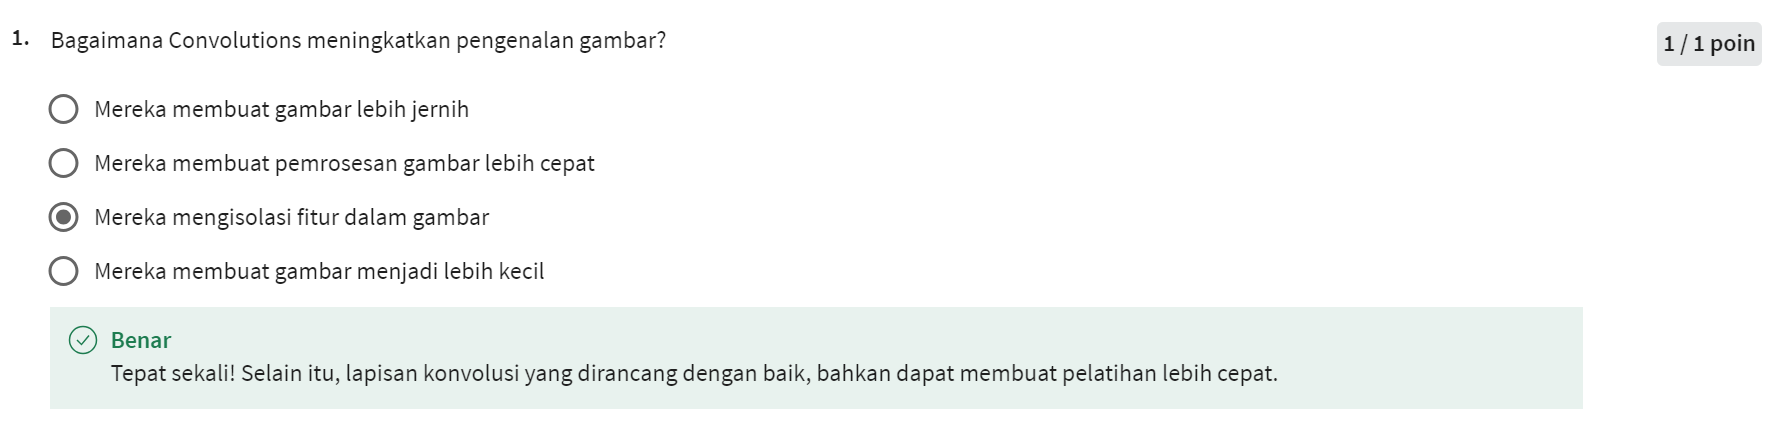 1. Bagaimana Convolutions meningkatkan pengenalan gambar?
1 / 1 poin
Mereka membuat gambar lebih jernih
Mereka membuat pemrosesan gambar lebih cepat
Mereka mengisolasi fitur dalam gambar
Mereka membuat gambar menjadi lebih kecil
Benar
Tepat sekali! Selain itu, lapisan konvolusi yang dirancang dengan baik, bahkan dapat membuat pelatihan lebih cepat.